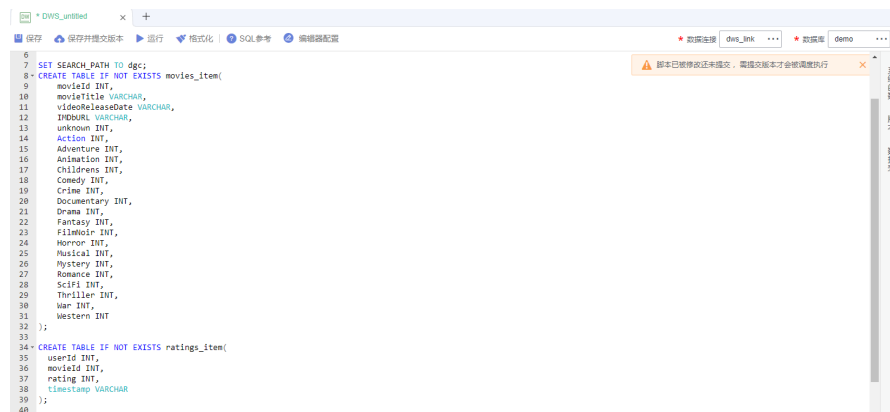 DW * DWS_untitled × +
保存 保存并提交版本 运行 格式化 SQL参考 编辑器配置 * 数据连接 dws_link ··· * 数据库 demo ···
脚本已被修改还未提交，需提交版本才会被调度执行 ×
6
7 SET SEARCH_PATH TO dgc;
8 CREATE TABLE IF NOT EXISTS movies_item(
9 movieId INT,
10 movieTitle VARCHAR,
11 videoReleaseDate VARCHAR,
12 IMDbURL VARCHAR,
13 unknown INT,
14 Action INT,
15 Adventure INT,
16 Animation INT,
17 Childrens INT,
18 Comedy INT,
19 Crime INT,
20 Documentary INT,
21 Drama INT,
22 Fantasy INT,
23 FilmNoir INT,
24 Horror INT,
25 Musical INT,
26 Mystery INT,
27 Romance INT,
28 SciFi INT,
29 Thriller INT,
30 War INT,
31 Western INT
32 );
33
34 CREATE TABLE IF NOT EXISTS ratings_item(
35 userId INT,
36 movieId INT,
37 rating INT,
38 timestamp VARCHAR
39 );
40